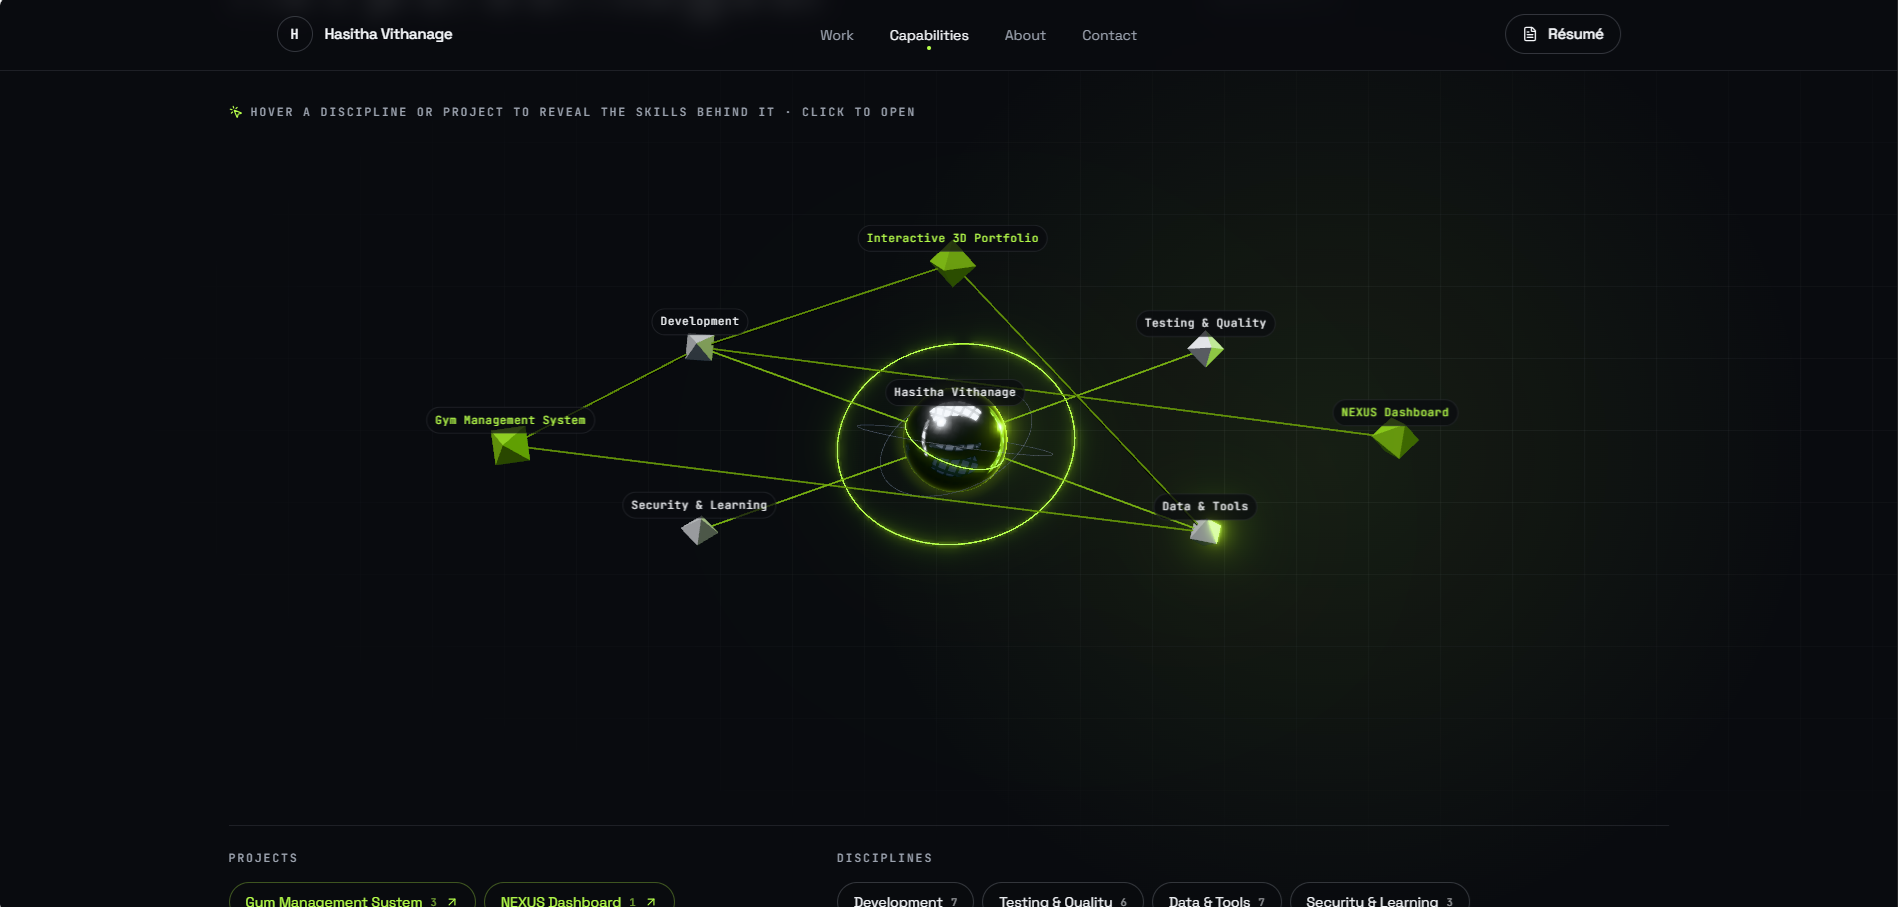 H Hasitha Vithanage Work Capabilities About Contact Résumé
HOVER A DISCIPLINE OR PROJECT TO REVEAL THE SKILLS BEHIND IT · CLICK TO OPEN
Interactive 3D Portfolio
Development
Testing & Quality
Hasitha Vithanage
NEXUS Dashboard
Gym Management System
Security & Learning
Data & Tools
PROJECTS
DISCIPLINES
Gym Management System 3
NEXUS Dashboard 1
Development 7
Testing & Quality 6
Data & Tools 7
Security & Learning 3